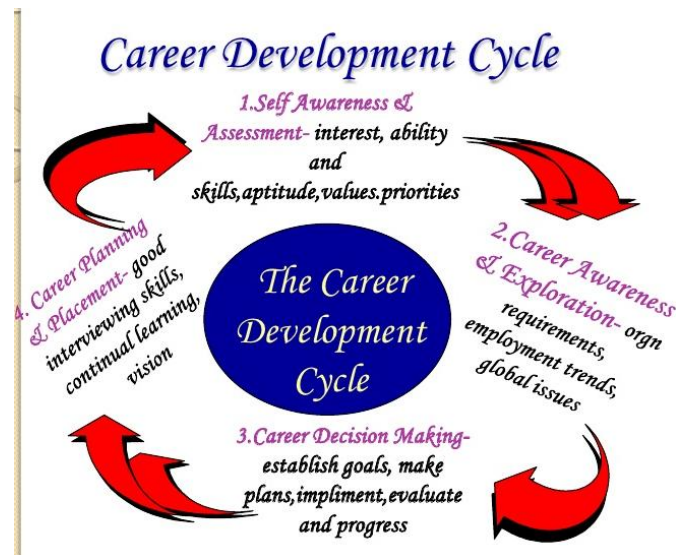 Career Development Cycle
1.Self Awareness &
Assessment- interest, ability
and
skills,aptitude,values.priorities
2.Career Awareness
& Exploration- orgn
requirements,
employment trends,
global issues
The Career
Development
Cycle
3.Career Decision Making-
establish goals, make
plans,impliment,evaluate
and progress
4. Career Planning
& Placement- good
interviewing skills,
continual learning,
vision